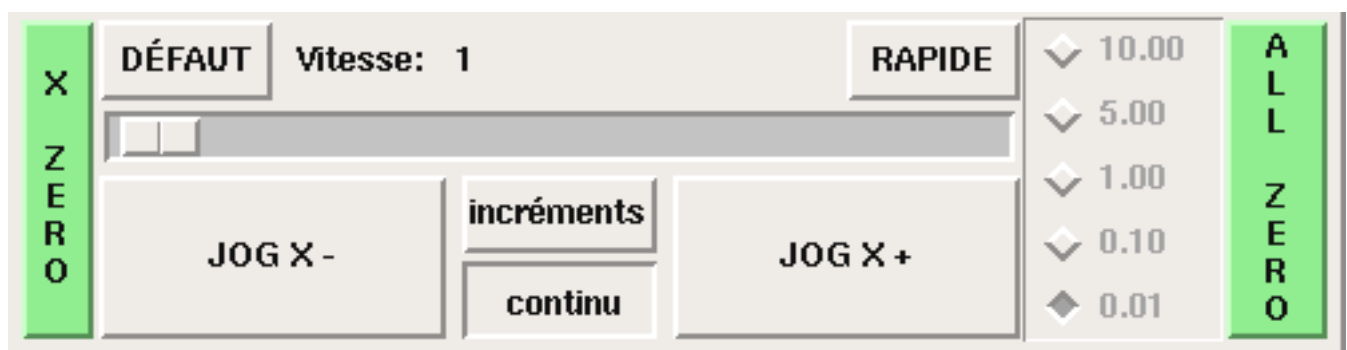 X ZERO
DÉFAUT
Vitesse: 1
RAPIDE
JOG X -
incréments
continu
JOG X +
10.00
5.00
1.00
0.10
0.01
ALL ZERO